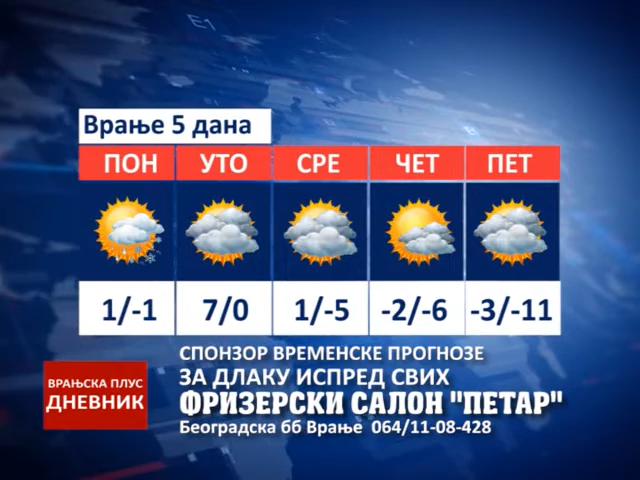 Врање 5 дана
ПОН УТО СРЕ ЧЕТ ПЕТ
1/-1 7/0 1/-5 -2/-6 -3/-11
СПОНЗОР ВРЕМЕНСКЕ ПРОГНОЗЕ
ЗА ДЛАКУ ИСПРЕД СВИХ
ФРИЗЕРСКИ САЛОН "ПЕТАР"
Београдска бб Врање 064/11-08-428
ВРАЊСКА ПЛУС
ДНЕВНИК